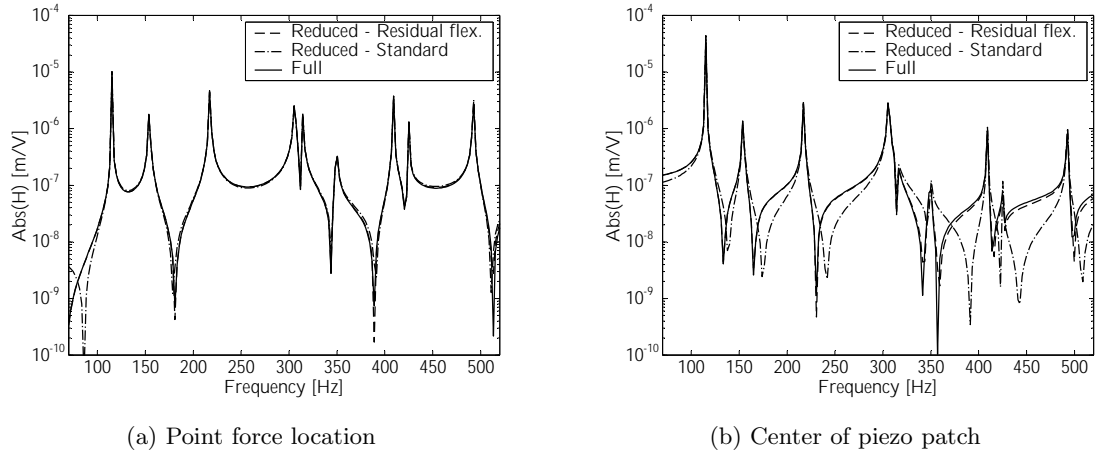 10^-4
10^-5
10^-6
10^-7
10^-8
10^-9
10^-10
Abs(H) [m/V]
Reduced - Residual flex.
Reduced - Standard
Full
100 150 200 250 300 350 400 450 500
Frequency [Hz]
(a) Point force location
10^-4
10^-5
10^-6
10^-7
10^-8
10^-9
10^-10
Abs(H) [m/V]
Reduced - Residual flex.
Reduced - Standard
Full
100 150 200 250 300 350 400 450 500
Frequency [Hz]
(b) Center of piezo patch